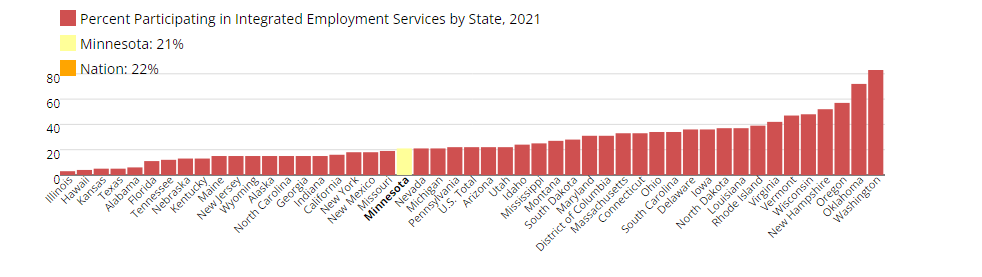 Percent Participating in Integrated Employment Services by State, 2021
Minnesota: 21%
Nation: 22%
80
60
40
20
0
Illinois
Hawaii
Kansas
Texas
Alabama
Florida
Tennessee
Nebraska
Kentucky
Maine
New Jersey
Wyoming
Alaska
North Carolina
Georgia
Indiana
California
New York
New Mexico
Missouri
Minnesota
Nevada
Michigan
Pennsylvania
U.S. Total
Arizona
Utah
Idaho
Mississippi
Montana
South Dakota
Maryland
District of Columbia
Massachusetts
Connecticut
Ohio
South Carolina
Delaware
Iowa
North Dakota
Louisiana
Rhode Island
Virginia
Vermont
Wisconsin
New Hampshire
Oregon
Oklahoma
Washington